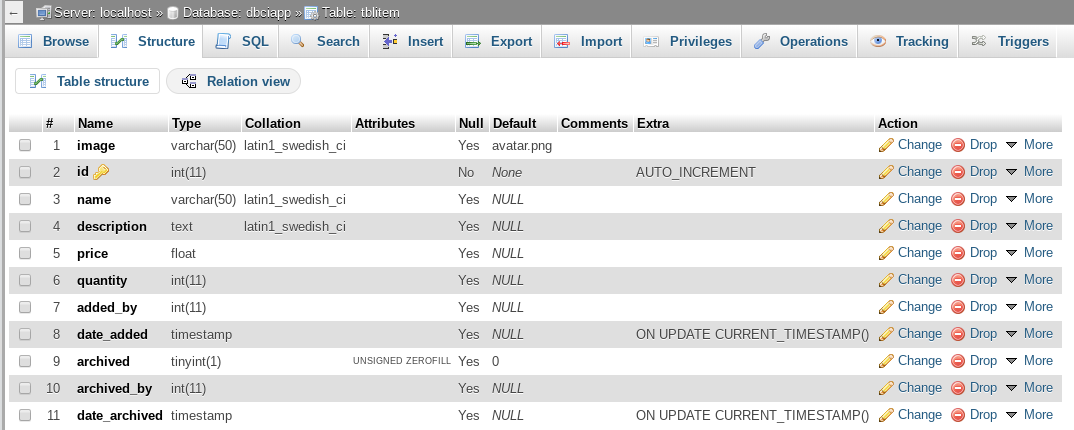 ← Server: localhost » Database: dbciapp » Table: tblitem
Browse Structure SQL Search Insert Export Import Privileges Operations Tracking Triggers
Table structure Relation view
# Name Type Collation Attributes Null Default Comments Extra Action
1 image varchar(50) latin1_swedish_ci Yes avatar.png Change Drop More
2 id int(11) No None AUTO_INCREMENT Change Drop More
3 name varchar(50) latin1_swedish_ci Yes NULL Change Drop More
4 description text latin1_swedish_ci Yes NULL Change Drop More
5 price float Yes NULL Change Drop More
6 quantity int(11) Yes NULL Change Drop More
7 added_by int(11) Yes NULL Change Drop More
8 date_added timestamp Yes NULL ON UPDATE CURRENT_TIMESTAMP() Change Drop More
9 archived tinyint(1) UNSIGNED ZEROFILL Yes 0 Change Drop More
10 archived_by int(11) Yes NULL Change Drop More
11 date_archived timestamp Yes NULL ON UPDATE CURRENT_TIMESTAMP() Change Drop More